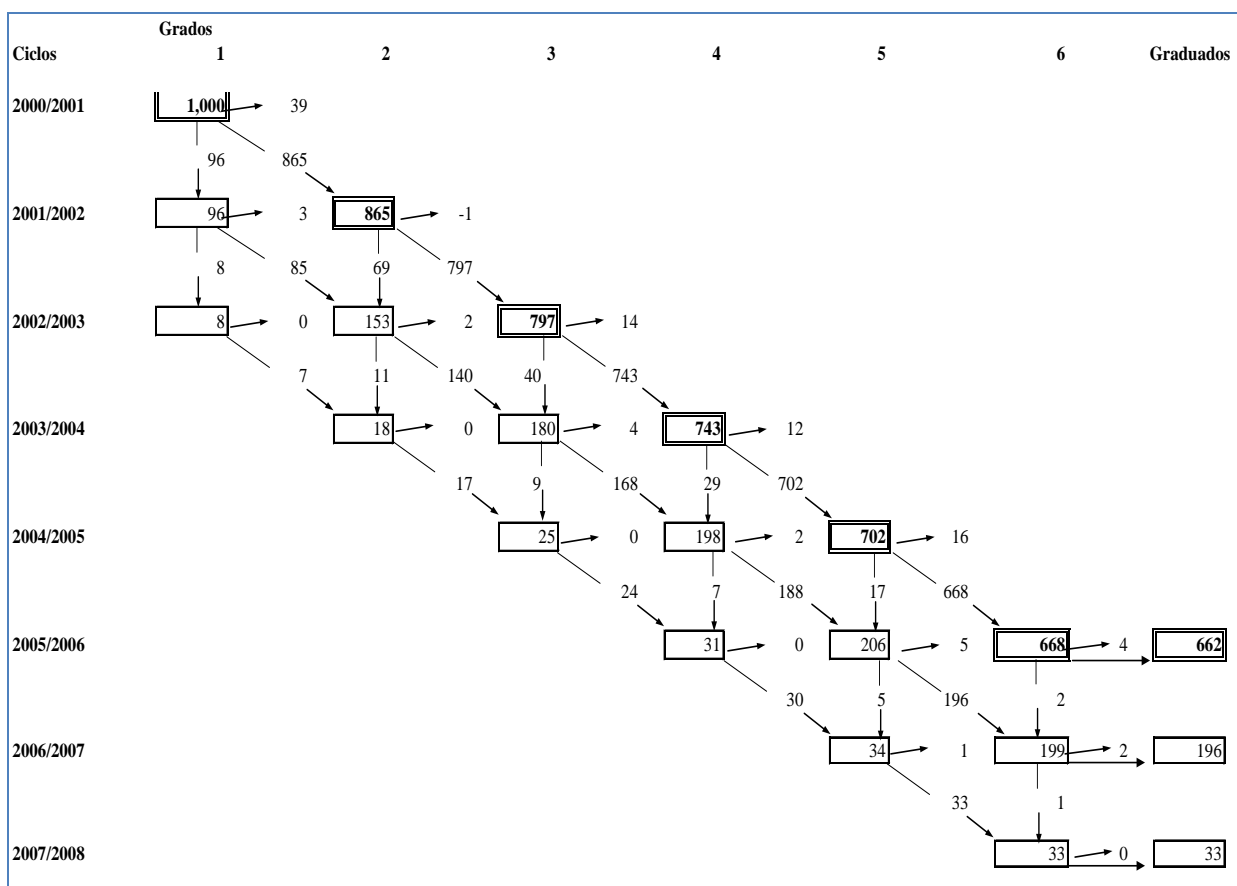 Grados
Ciclos 1 2 3 4 5 6 Graduados
2000/2001 1,000 39
96 865
2001/2002 96 3 865 -1
8 85 69 797
2002/2003 8 0 153 2 797 14
7 11 140 40 743
2003/2004 18 0 180 4 743 12
17 9 168 29 702
2004/2005 25 0 198 2 702 16
24 7 188 17 668
2005/2006 31 0 206 5 668 4 662
30 5 196 2
2006/2007 34 1 199 2 196
33 1
2007/2008 33 0 33